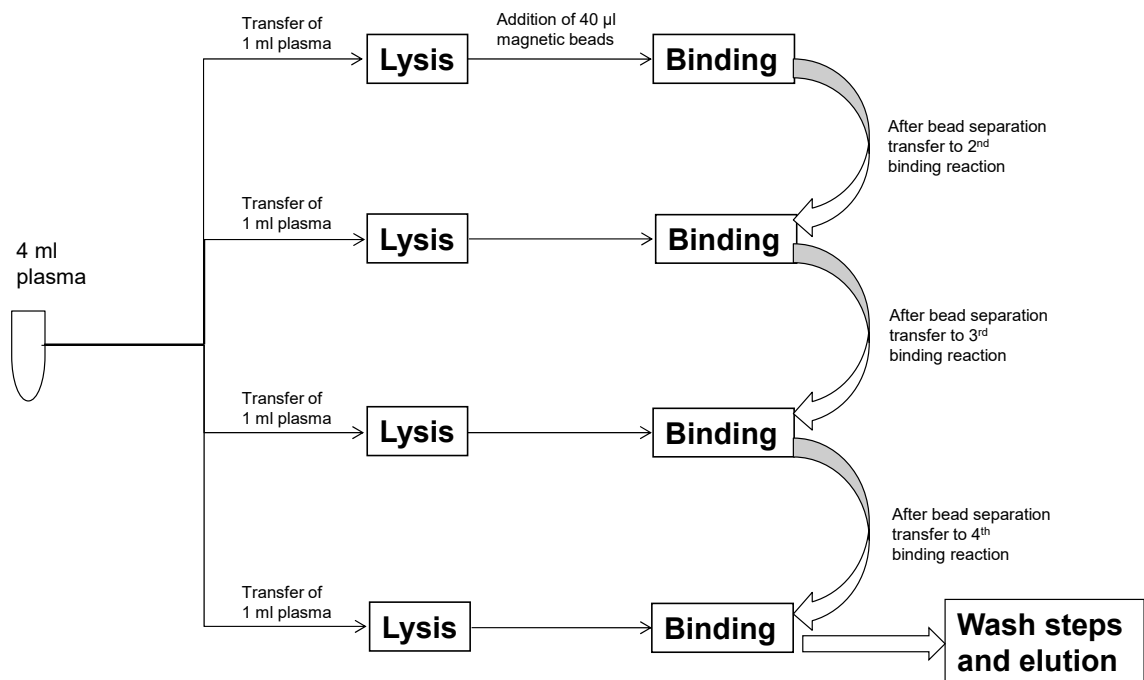 Transfer of
1 ml plasma
Lysis
Addition of 40 µl
magnetic beads
Binding
After bead separation
transfer to 2nd
binding reaction
Transfer of
1 ml plasma
Lysis
Binding
4 ml
plasma
After bead separation
transfer to 3rd
binding reaction
Transfer of
1 ml plasma
Lysis
Binding
After bead separation
transfer to 4th
binding reaction
Transfer of
1 ml plasma
Lysis
Binding
Wash steps
and elution